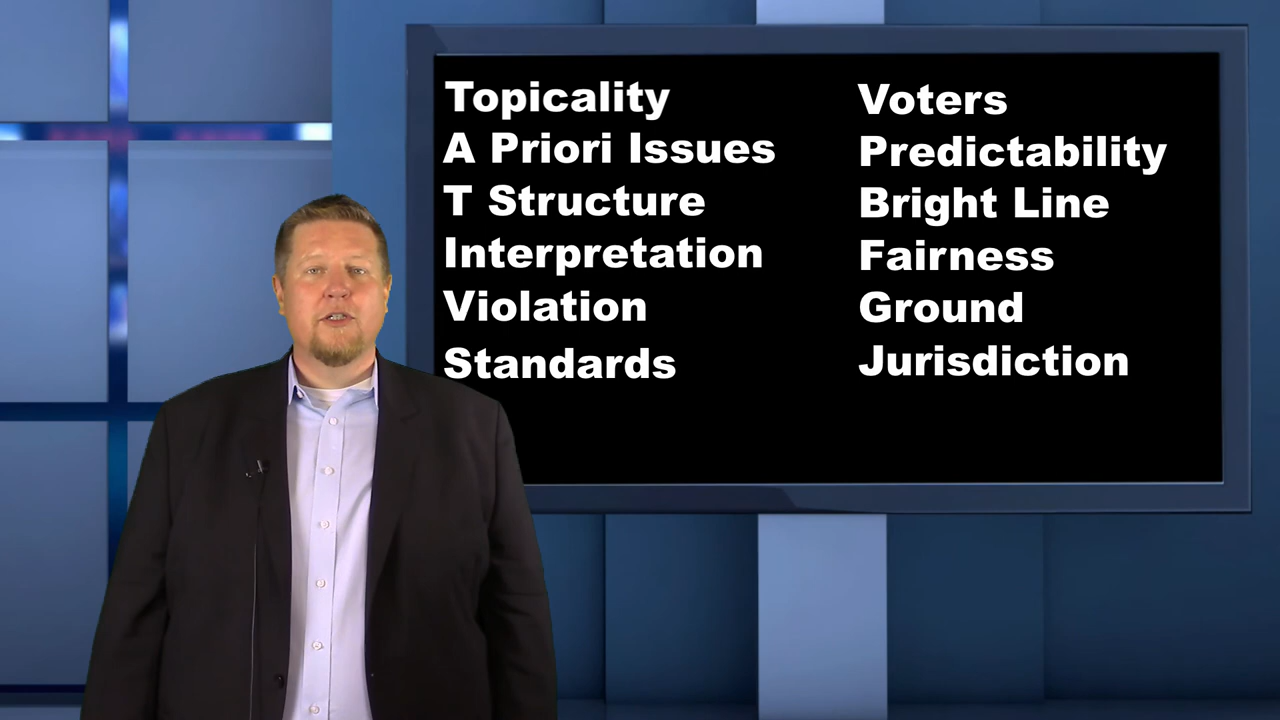 Topicality
A Priori Issues
T Structure
Interpretation
Violation
Standards
Voters
Predictability
Bright Line
Fairness
Ground
Jurisdiction